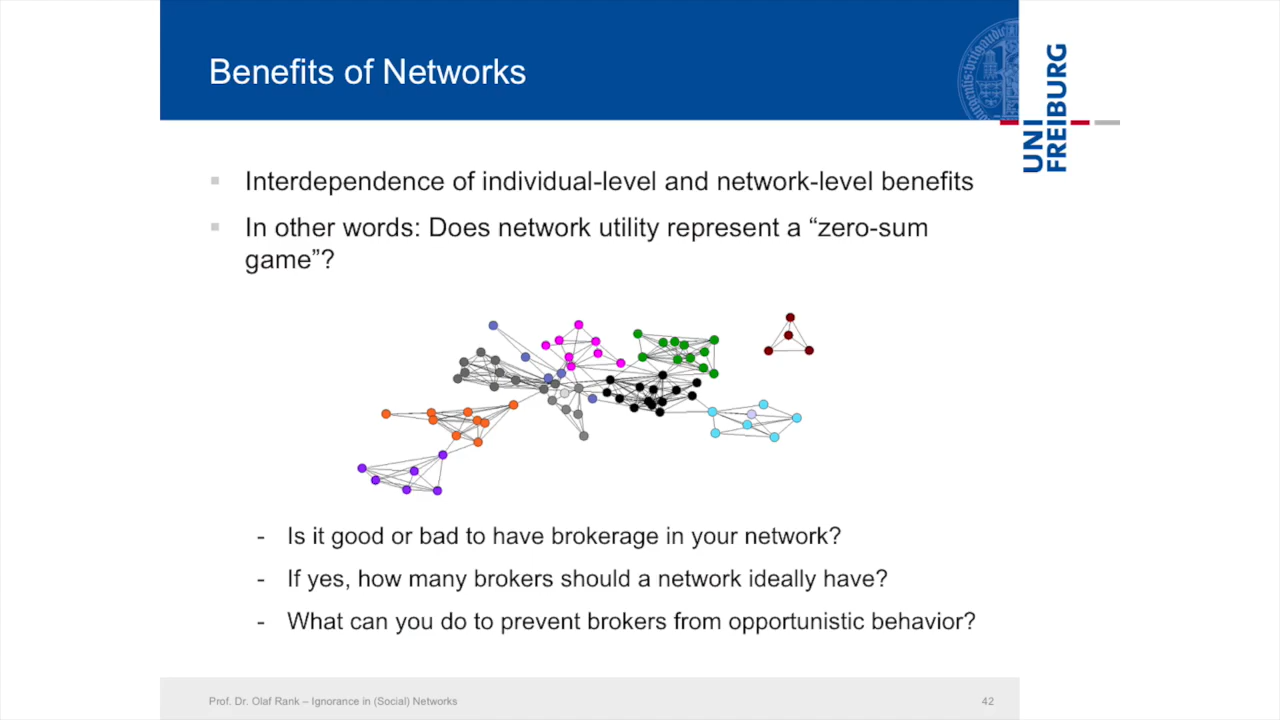 Benefits of Networks
UNI
FREIBURG
Interdependence of individual-level and network-level benefits
In other words: Does network utility represent a “zero-sum
game”?
- Is it good or bad to have brokerage in your network?
- If yes, how many brokers should a network ideally have?
- What can you do to prevent brokers from opportunistic behavior?
Prof. Dr. Olaf Rank – Ignorance in (Social) Networks
42